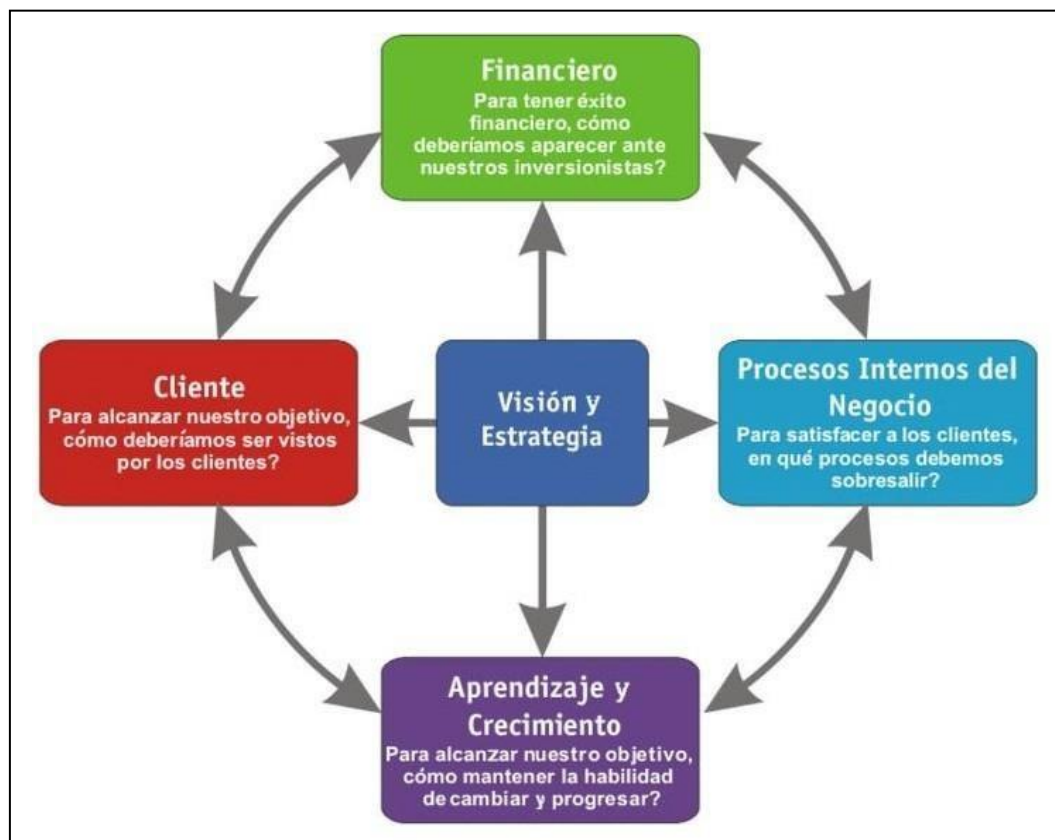 Financiero
Para tener éxito
financiero, cómo
deberíamos aparecer ante
nuestros inversionistas?
Cliente
Para alcanzar nuestro objetivo,
cómo deberíamos ser vistos
por los clientes?
Visión y
Estrategia
Procesos Internos del
Negocio
Para satisfacer a los clientes,
en qué procesos debemos
sobresalir?
Aprendizaje y
Crecimiento
Para alcanzar nuestro objetivo,
cómo mantener la habilidad
de cambiar y progresar?